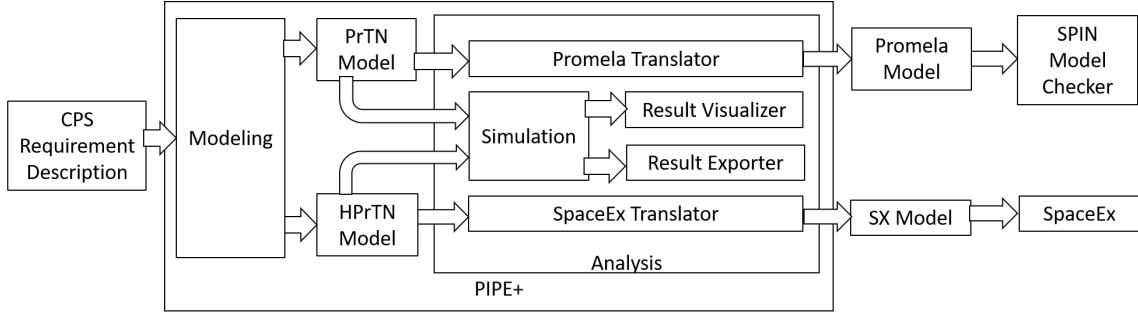 CPS
Requirement
Description
Modeling
PrTN
Model
HPrTN
Model
Promela Translator
Simulation
Result Visualizer
Result Exporter
SpaceEx Translator
Analysis
PIPE+
Promela
Model
SPIN
Model
Checker
SX Model
SpaceEx